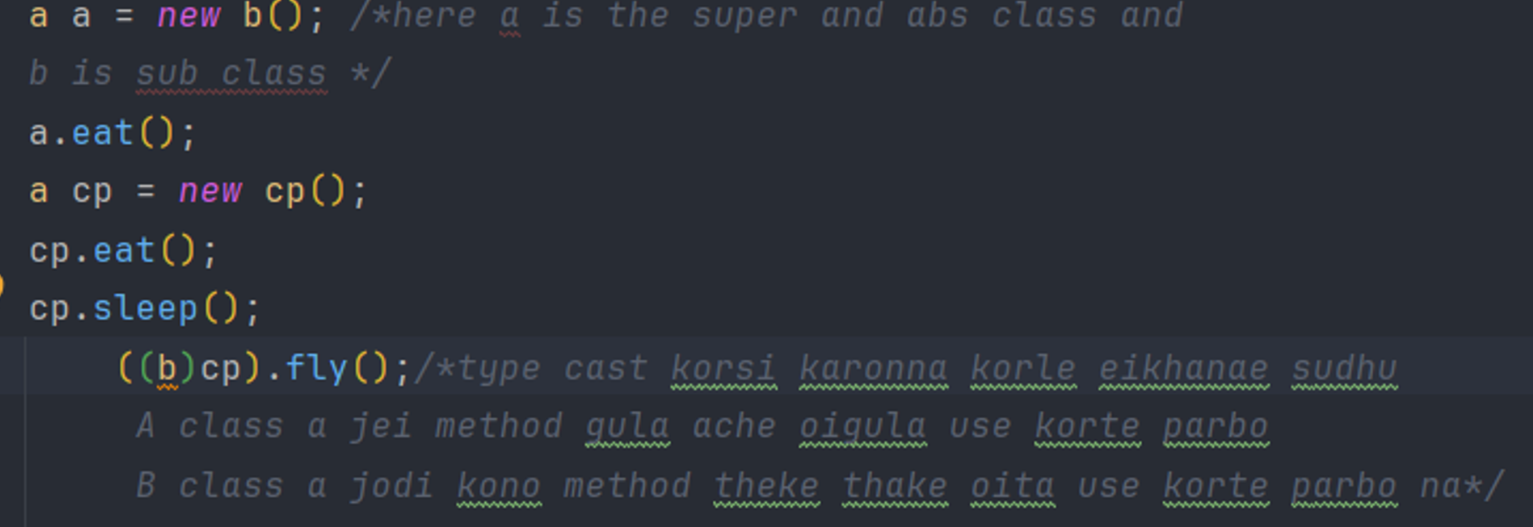 a a = new b(); /*here a is the super and abs class and
b is sub class */
a.eat();
a cp = new cp();
cp.eat();
cp.sleep();
((b)cp).fly();/*type cast korsi karonna korle eikhanae sudhu
A class a jei method gula ache oigula use korte parbo
B class a jodi kono method theke thake oita use korte parbo na*/